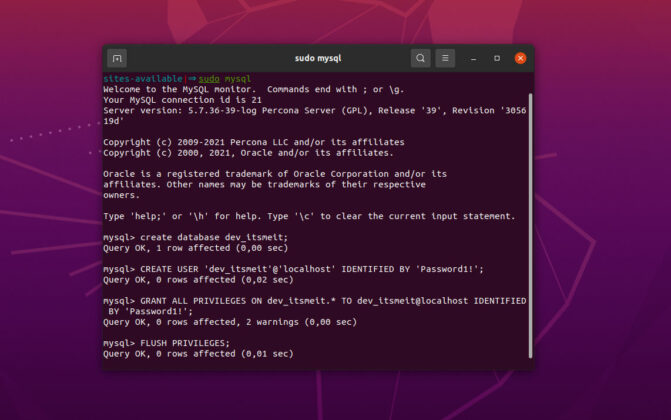 sudo mysql
sites-available|⇒ sudo mysql
Welcome to the MySQL monitor.  Commands end with ; or \g.
Your MySQL connection id is 21
Server version: 5.7.36-39-log Percona Server (GPL), Release '39', Revision '3056
19d'
Copyright (c) 2009-2021 Percona LLC and/or its affiliates
Copyright (c) 2000, 2021, Oracle and/or its affiliates.
Oracle is a registered trademark of Oracle Corporation and/or its
affiliates. Other names may be trademarks of their respective
owners.
Type 'help;' or '\h' for help. Type '\c' to clear the current input statement.
mysql> create database dev_itsmeit;
Query OK, 1 row affected (0,00 sec)
mysql> CREATE USER 'dev_itsmeit'@'localhost' IDENTIFIED BY 'Password1!';
Query OK, 0 rows affected (0,02 sec)
mysql> GRANT ALL PRIVILEGES ON dev_itsmeit.* TO dev_itsmeit@localhost IDENTIFIED
BY 'Password1!';
Query OK, 0 rows affected, 2 warnings (0,00 sec)
mysql> FLUSH PRIVILEGES;
Query OK, 0 rows affected (0,01 sec)